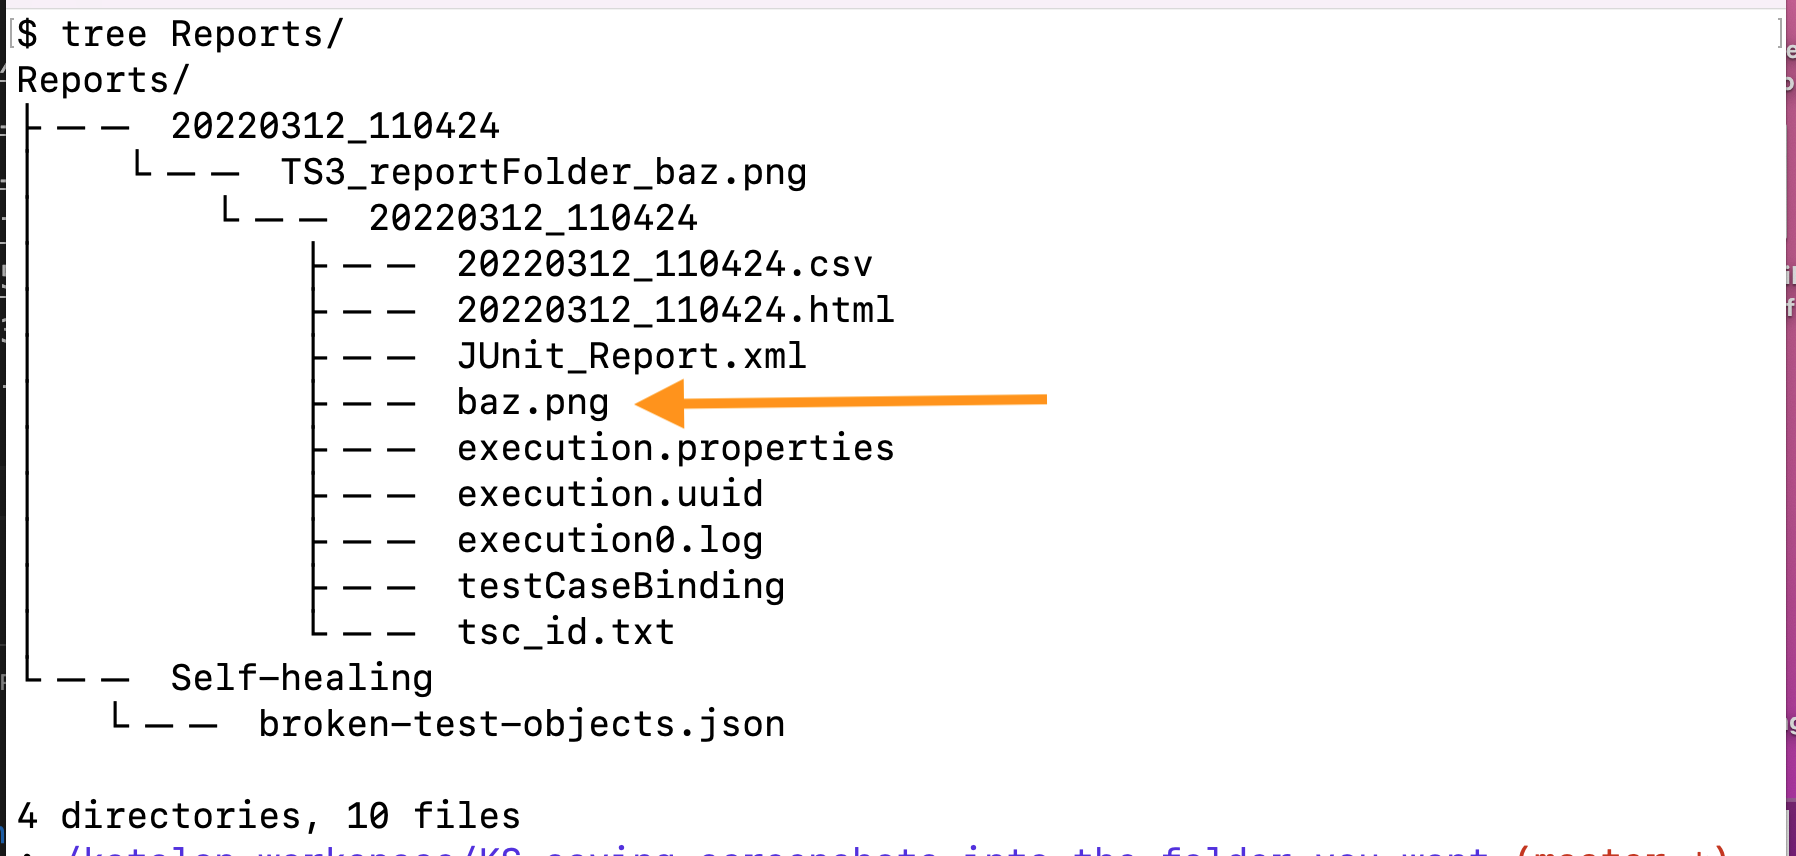 $ tree Reports/
Reports/
├── 20220312_110424
│   └── TS3_reportFolder_baz.png
│       └── 20220312_110424
│           ├── 20220312_110424.csv
│           ├── 20220312_110424.html
│           ├── JUnit_Report.xml
│           ├── baz.png
│           ├── execution.properties
│           ├── execution.uuid
│           ├── execution0.log
│           ├── testCaseBinding
│           └── tsc_id.txt
└── Self-healing
    └── broken-test-objects.json
4 directories, 10 files